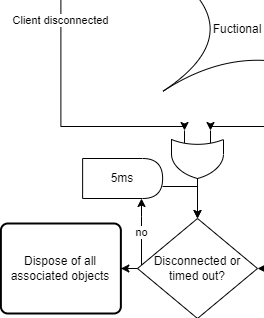 Client disconnected
Fuctional
5ms
no
Disconnected or
timed out?
Dispose of all
associated objects